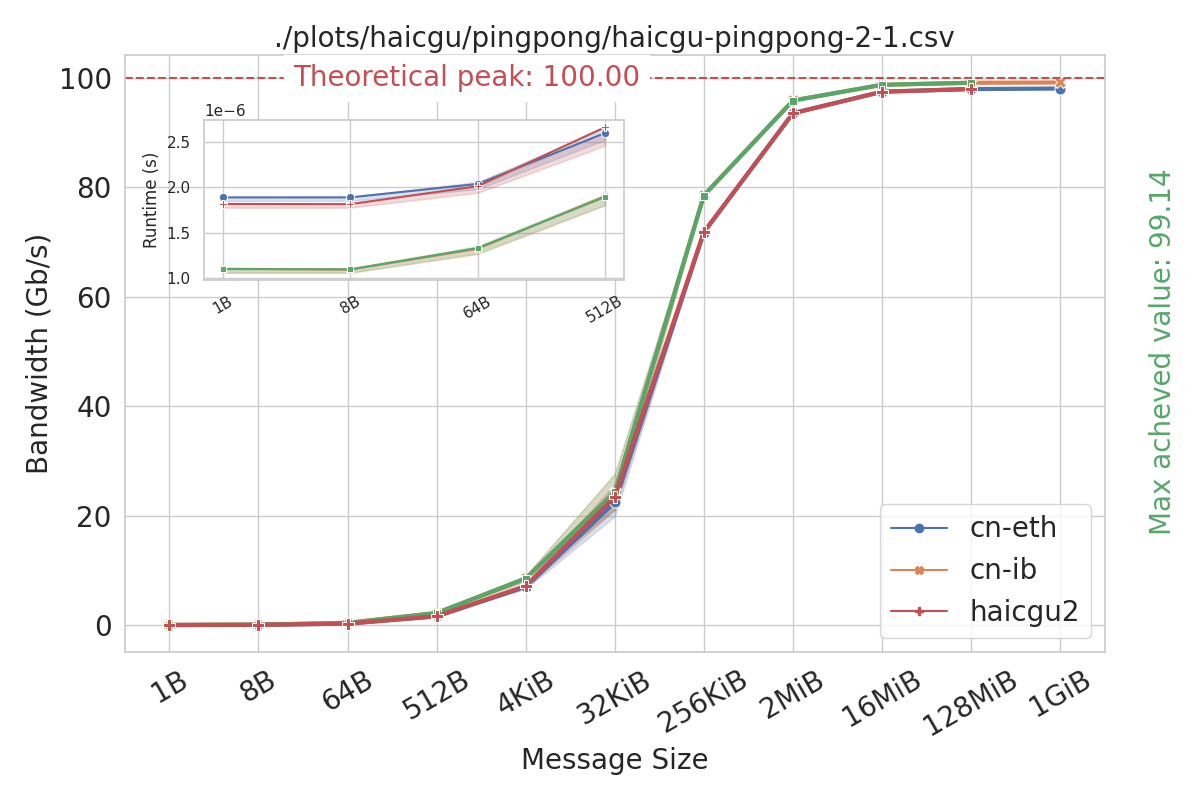 ./plots/haicgu/pingpong/haicgu-pingpong-2-1.csv
Theoretical peak: 100.00
Bandwidth (Gb/s)
100
80
60
40
20
0
1e−6
Runtime (s)
2.5
2.0
1.5
1.0
1B
8B
64B
512B
cn-eth
cn-ib
haicgu2
1B
8B
64B
512B
4KiB
32KiB
256KiB
2MiB
16MiB
128MiB
1GiB
Message Size
Max acheved value: 99.14